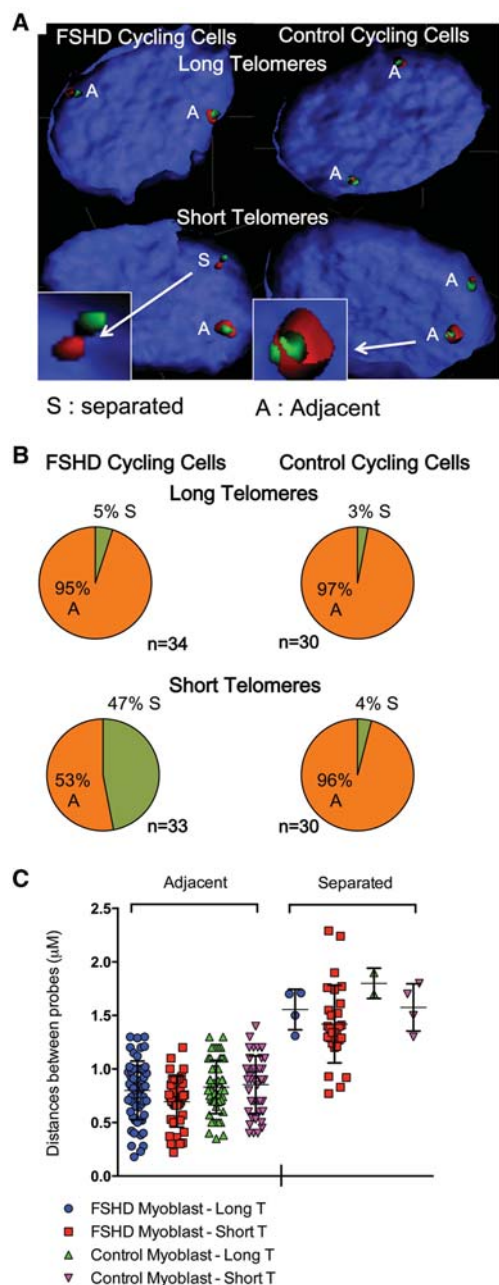 A
FSHD Cycling Cells
Control Cycling Cells
Long Telomeres
A
A
A
A
Short Telomeres
S
A
A
A
S : separated
A : Adjacent
B
FSHD Cycling Cells
Control Cycling Cells
Long Telomeres
5% S
3% S
95%
A
97%
A
n=34
n=30
Short Telomeres
47% S
4% S
53%
A
96%
A
n=33
n=30
C
Adjacent
Separated
Distances between probes (µM)
2.5
2.0
1.5
1.0
0.5
0.0
FSHD Myoblast - Long T
FSHD Myoblast - Short T
Control Myoblast - Long T
Control Myoblast - Short T